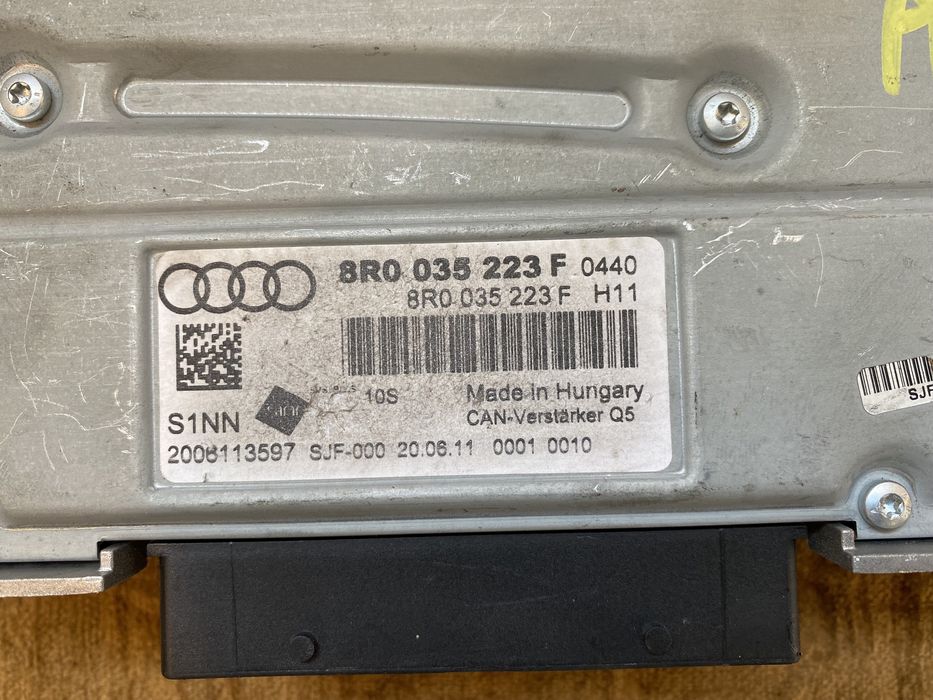 8R0 035 223 F 0440
8R0 035 223 F H11
10S Made in Hungary
S1NN CAN-Verstärker Q5
2006113597 SJF-000 20.06.11 0001 0010
SJF